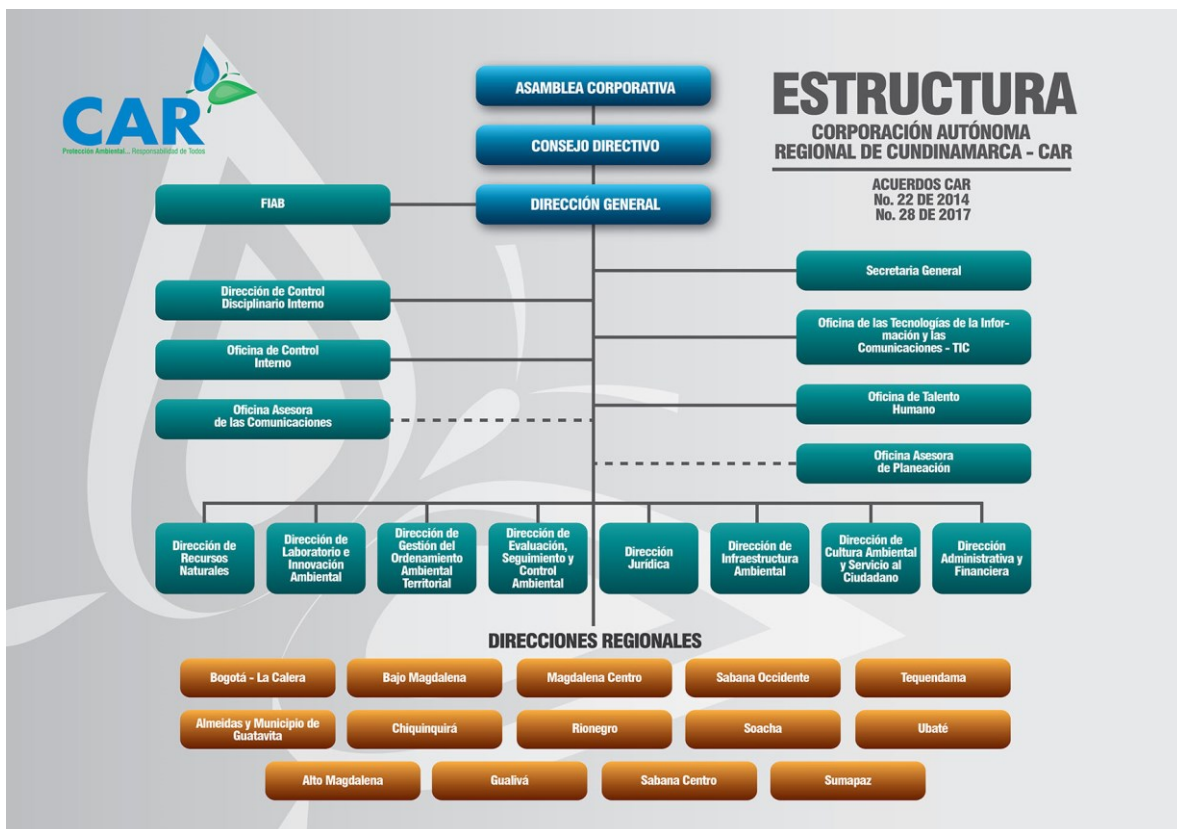 CAR
Protección Ambiental... Responsabilidad de Todos
ESTRUCTURA
CORPORACIÓN AUTÓNOMA
REGIONAL DE CUNDINAMARCA - CAR
ACUERDOS CAR
No. 22 DE 2014
No. 28 DE 2017
ASAMBLEA CORPORATIVA
CONSEJO DIRECTIVO
DIRECCIÓN GENERAL
FIAB
Secretaria General
Dirección de Control
Disciplinario Interno
Oficina de las Tecnologías de la Infor-
mación y las
Comunicaciones - TIC
Oficina de Control
Interno
Oficina de Talento
Humano
Oficina Asesora
de las Comunicaciones
Oficina Asesora
de Planeación
Dirección de
Recursos
Naturales
Dirección de
Laboratorio e
Innovación
Ambiental
Dirección de
Gestión del
Ordenamiento
Ambiental
Territorial
Dirección de
Evaluación,
Seguimiento y
Control
Ambiental
Dirección
Jurídica
Dirección de
Infraestructura
Ambiental
Dirección de
Cultura Ambiental
y Servicio al
Ciudadano
Dirección
Administrativa y
Financiera
DIRECCIONES REGIONALES
Bogotá - La Calera
Bajo Magdalena
Magdalena Centro
Sabana Occidente
Tequendama
Almeidas y Municipio de
Guatavita
Chiquinquirá
Rionegro
Soacha
Ubaté
Alto Magdalena
Gualivá
Sabana Centro
Sumapaz